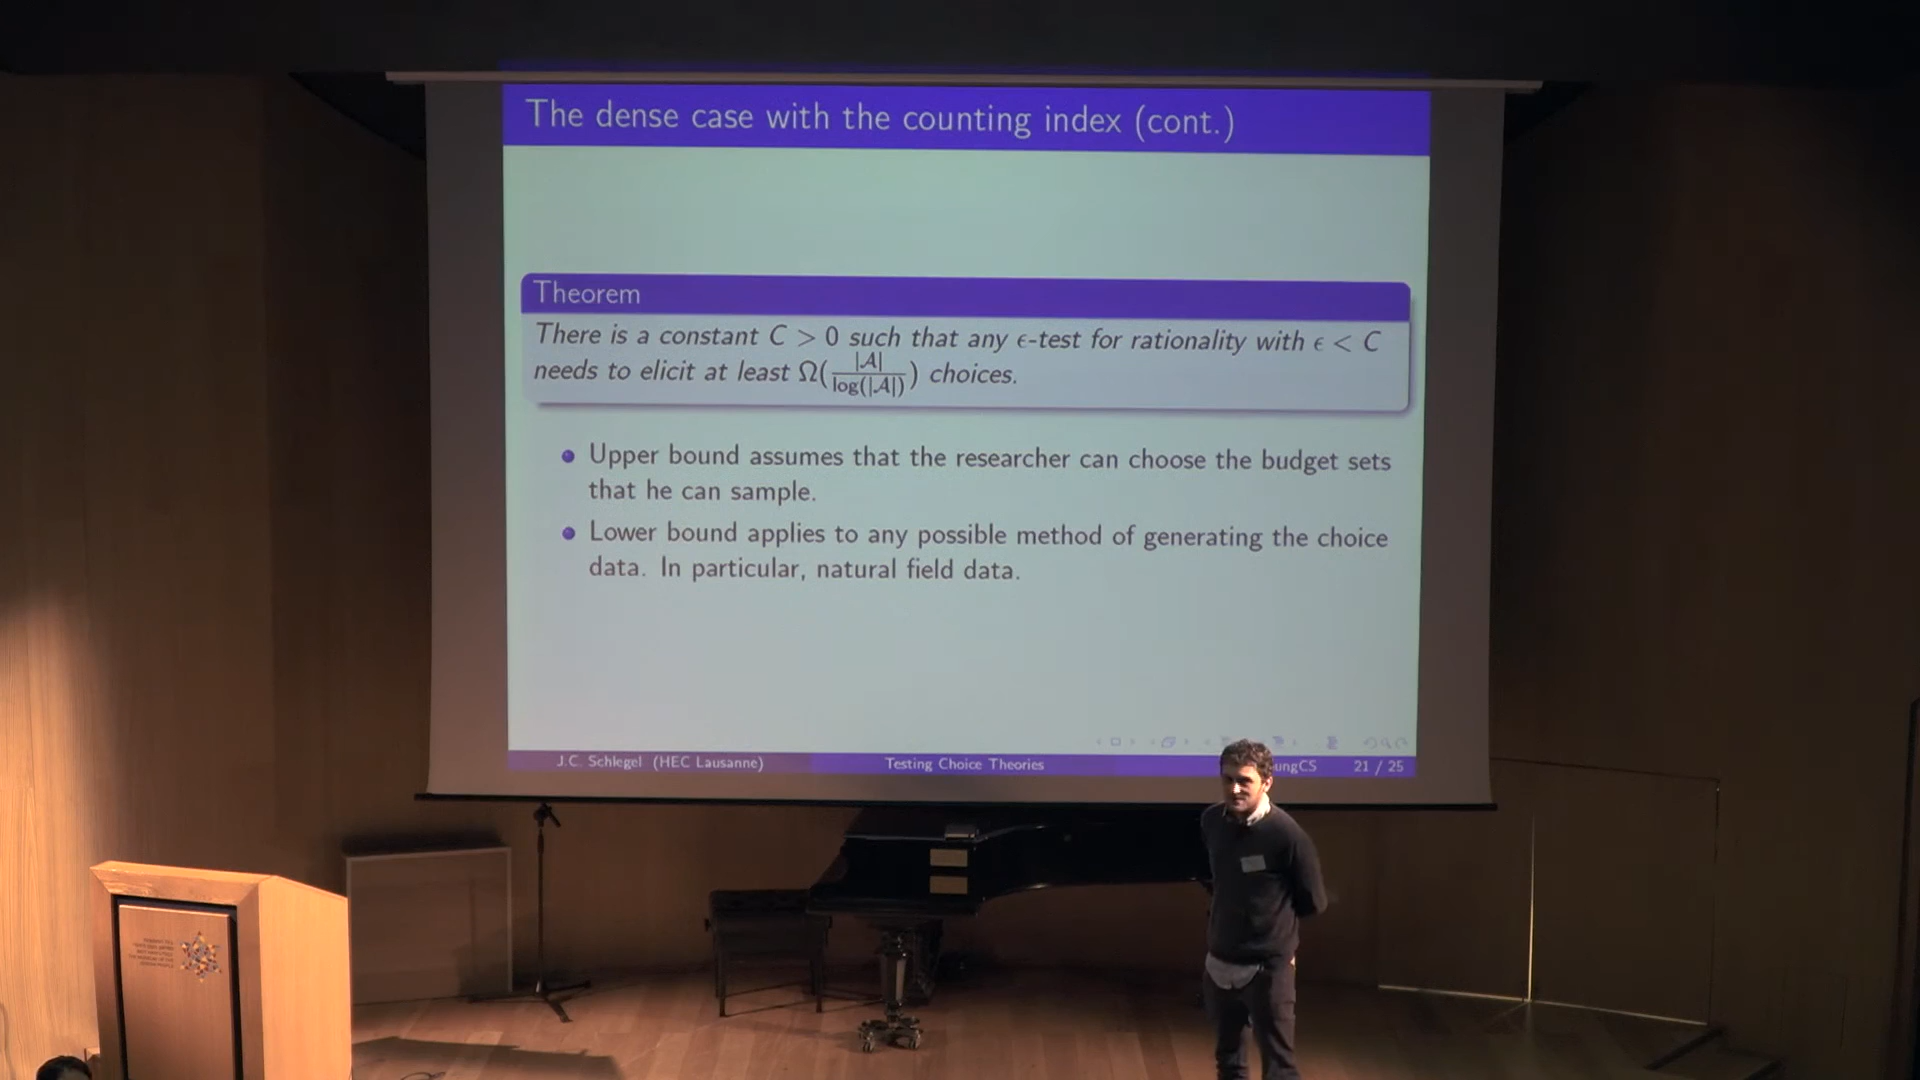 The dense case with the counting index (cont.)
Theorem
There is a constant C > 0 such that any ϵ-test for rationality with ϵ < C
needs to elicit at least Ω(|𝒜|/log(|𝒜|)) choices.
Upper bound assumes that the researcher can choose the budget sets
that he can sample.
Lower bound applies to any possible method of generating the choice
data. In particular, natural field data.
J.C. Schlegel (HEC Lausanne) Testing Choice Theories ungCS 21 / 25